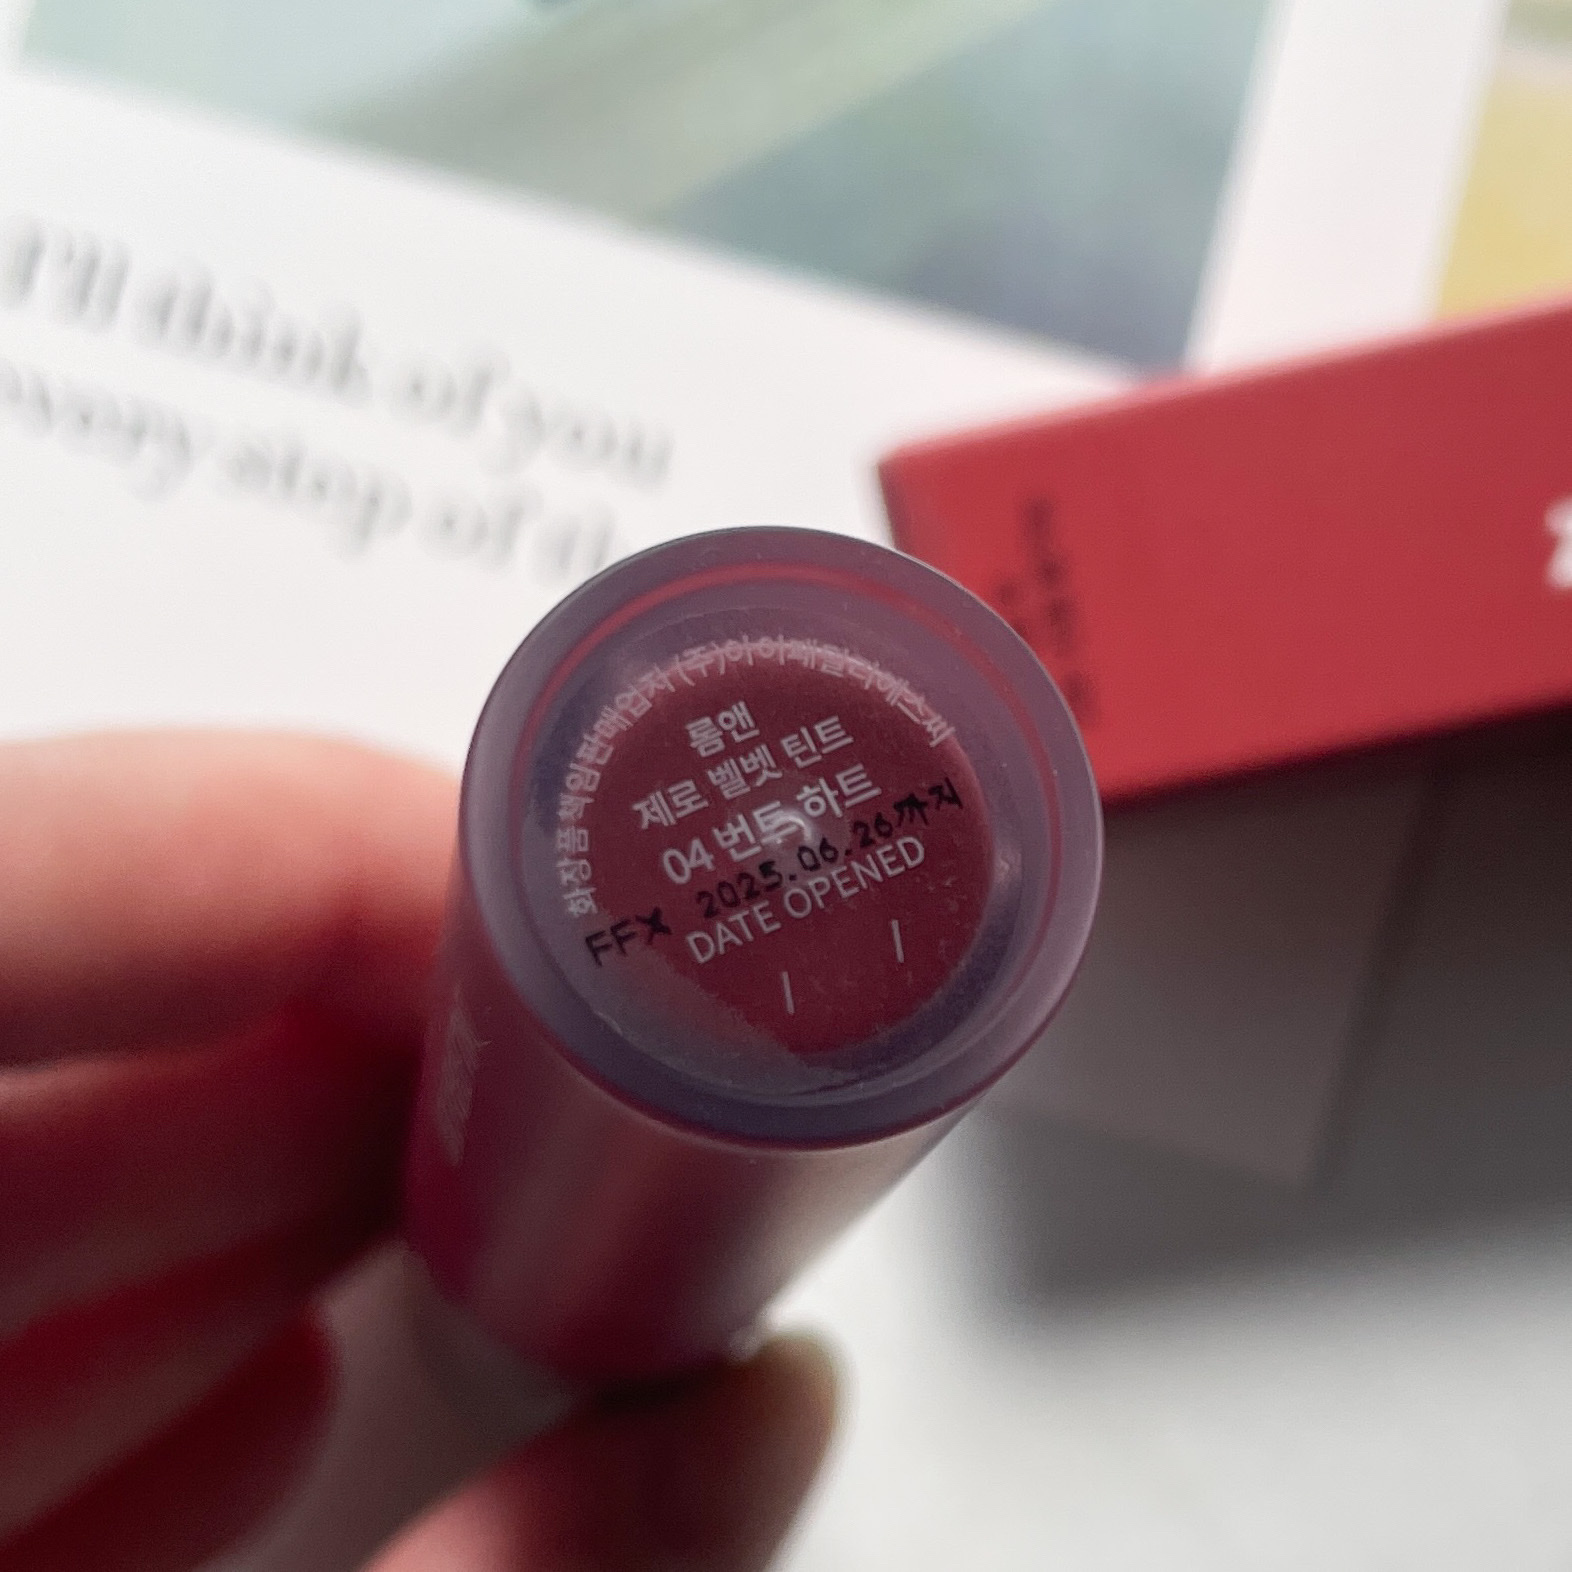 I'll think of you
every step of th
화장품책임판매업자 (주)아이패밀리에스씨
롬앤
제로 벨벳 틴트
04 번트 하트
FFX 2025.06.26까지
DATE OPENED
/ /